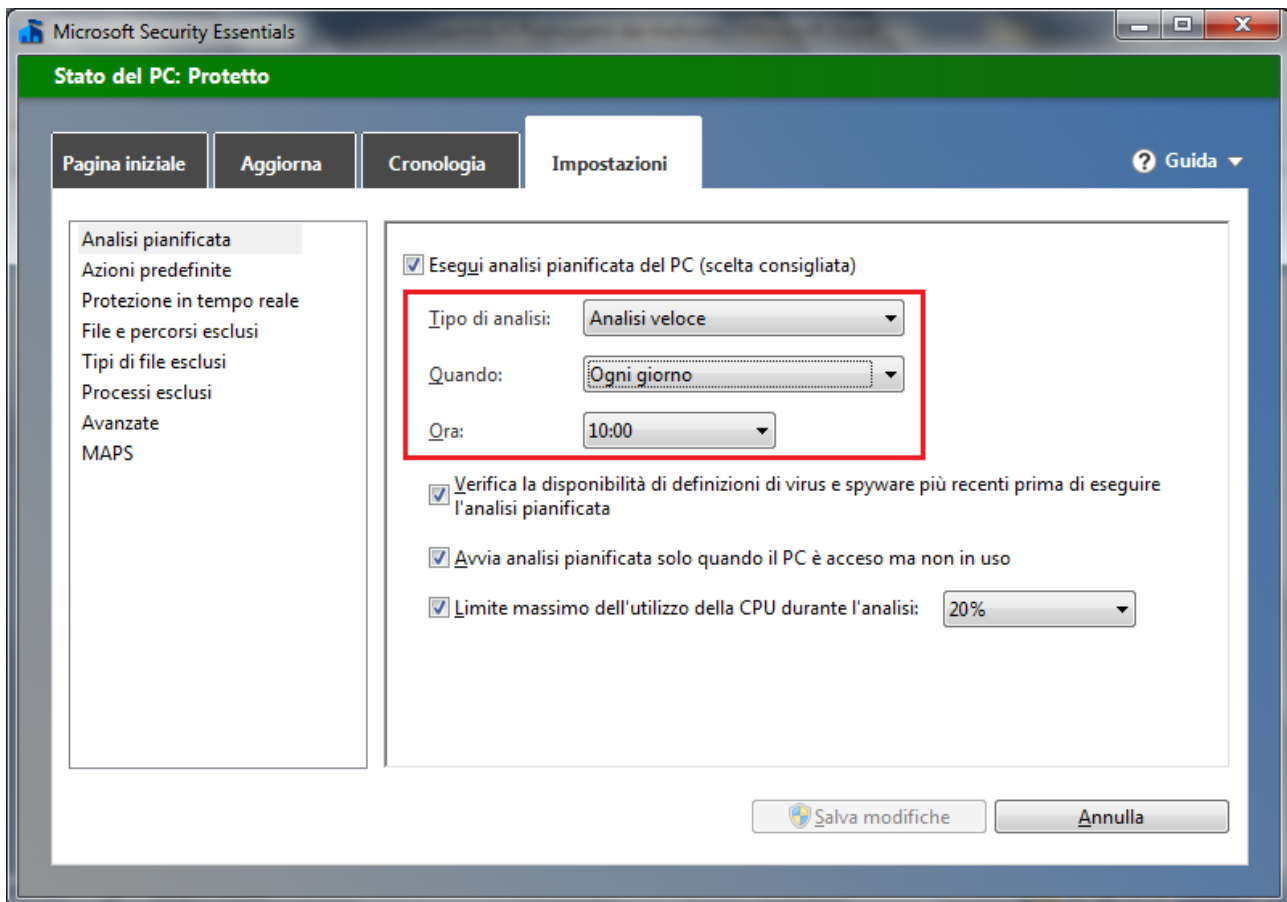 Microsoft Security Essentials
Stato del PC: Protetto
Pagina iniziale
Aggiorna
Cronologia
Impostazioni
? Guida
Analisi pianificata
Azioni predefinite
Protezione in tempo reale
File e percorsi esclusi
Tipi di file esclusi
Processi esclusi
Avanzate
MAPS
Esegui analisi pianificata del PC (scelta consigliata)
Tipo di analisi: Analisi veloce
Quando: Ogni giorno
Ora: 10:00
Verifica la disponibilità di definizioni di virus e spyware più recenti prima di eseguire
l'analisi pianificata
Avvia analisi pianificata solo quando il PC è acceso ma non in uso
Limite massimo dell'utilizzo della CPU durante l'analisi: 20%
Salva modifiche
Annulla